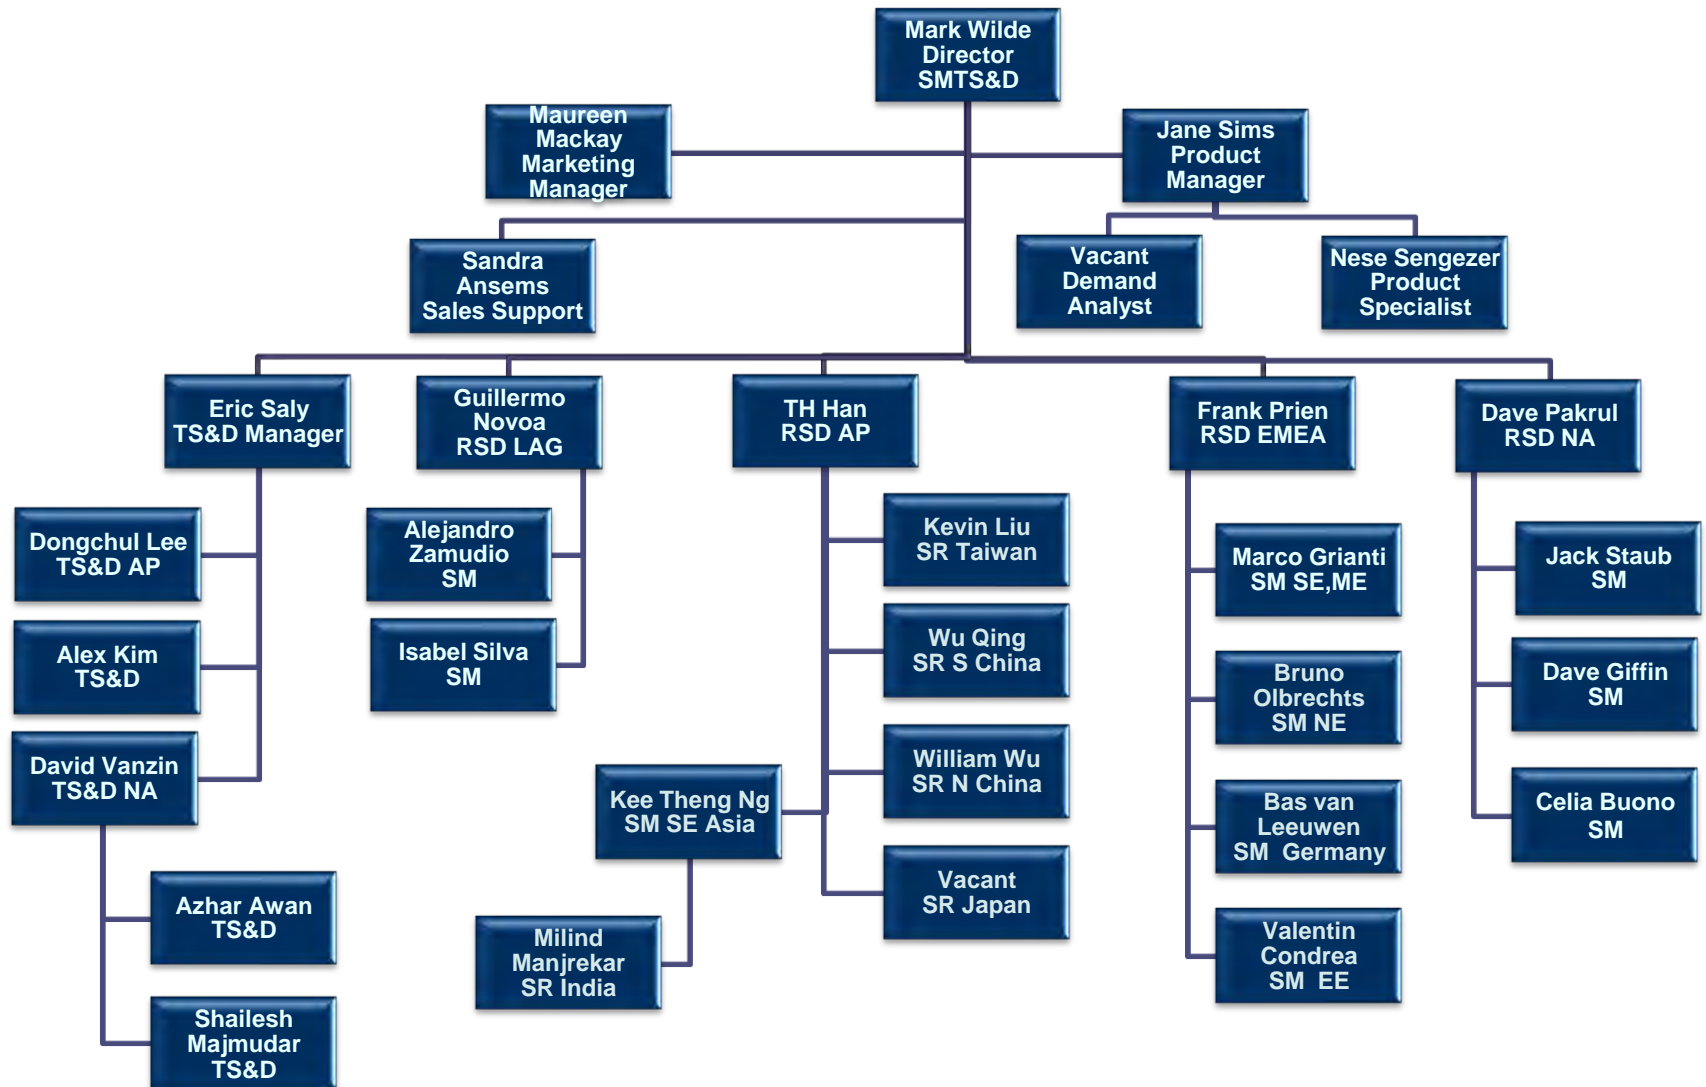 Mark Wilde
Director
SMTS&D
Maureen
Mackay
Marketing
Manager
Jane Sims
Product
Manager
Sandra
Ansems
Sales Support
Vacant
Demand
Analyst
Nese Sengezer
Product
Specialist
Eric Saly
TS&D Manager
Guillermo
Novoa
RSD LAG
TH Han
RSD AP
Frank Prien
RSD EMEA
Dave Pakrul
RSD NA
Dongchul Lee
TS&D AP
Alex Kim
TS&D
David Vanzin
TS&D NA
Azhar Awan
TS&D
Shailesh
Majmudar
TS&D
Alejandro
Zamudio
SM
Isabel Silva
SM
Kevin Liu
SR Taiwan
Wu Qing
SR S China
William Wu
SR N China
Kee Theng Ng
SM SE Asia
Vacant
SR Japan
Milind
Manjrekar
SR India
Marco Grianti
SM SE,ME
Bruno
Olbrechts
SM NE
Bas van
Leeuwen
SM  Germany
Valentin
Condrea
SM  EE
Jack Staub
SM
Dave Giffin
SM
Celia Buono
SM